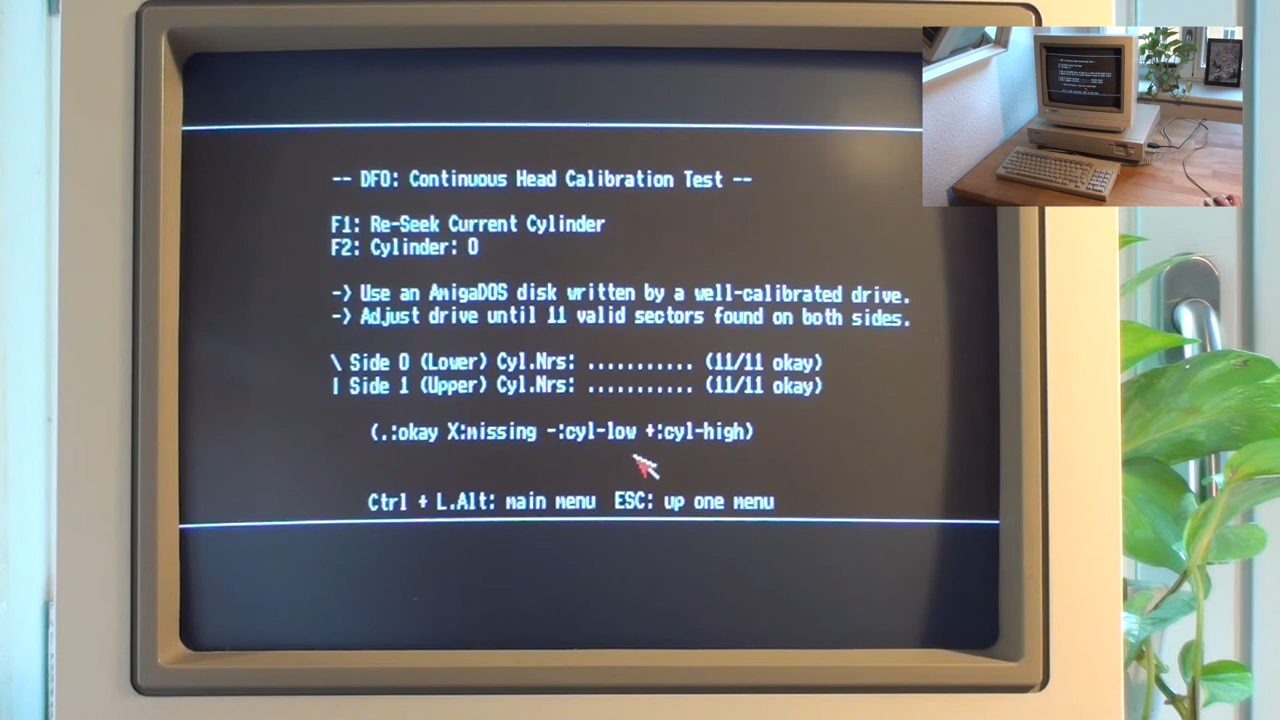 -- DF0: Continuous Head Calibration Test --
F1: Re-Seek Current Cylinder
F2: Cylinder: 0
-> Use an AmigaDOS disk written by a well-calibrated drive.
-> Adjust drive until 11 valid sectors found on both sides.
\ Side 0 (Lower) Cyl.Nrs: ........... (11/11 okay)
| Side 1 (Upper) Cyl.Nrs: ........... (11/11 okay)
(.:okay X:missing -:cyl-low +:cyl-high)
Ctrl + L.Alt: main menu ESC: up one menu